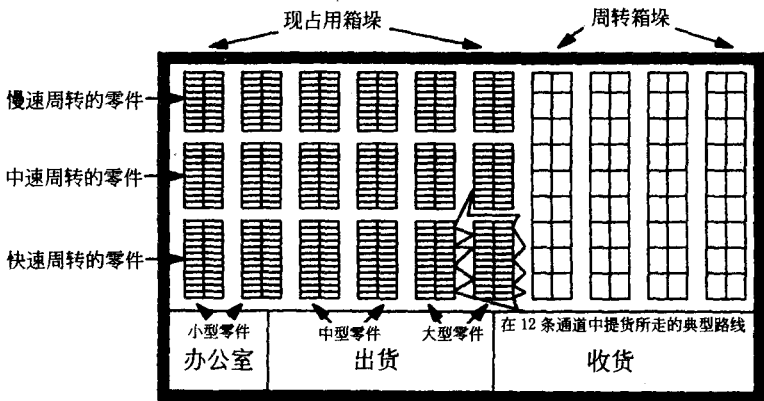 现占用箱垛
周转箱垛
慢速周转的零件
中速周转的零件
快速周转的零件
小型零件
中型零件
大型零件
在 12 条通道中提货所走的典型路线
办公室
出货
收货